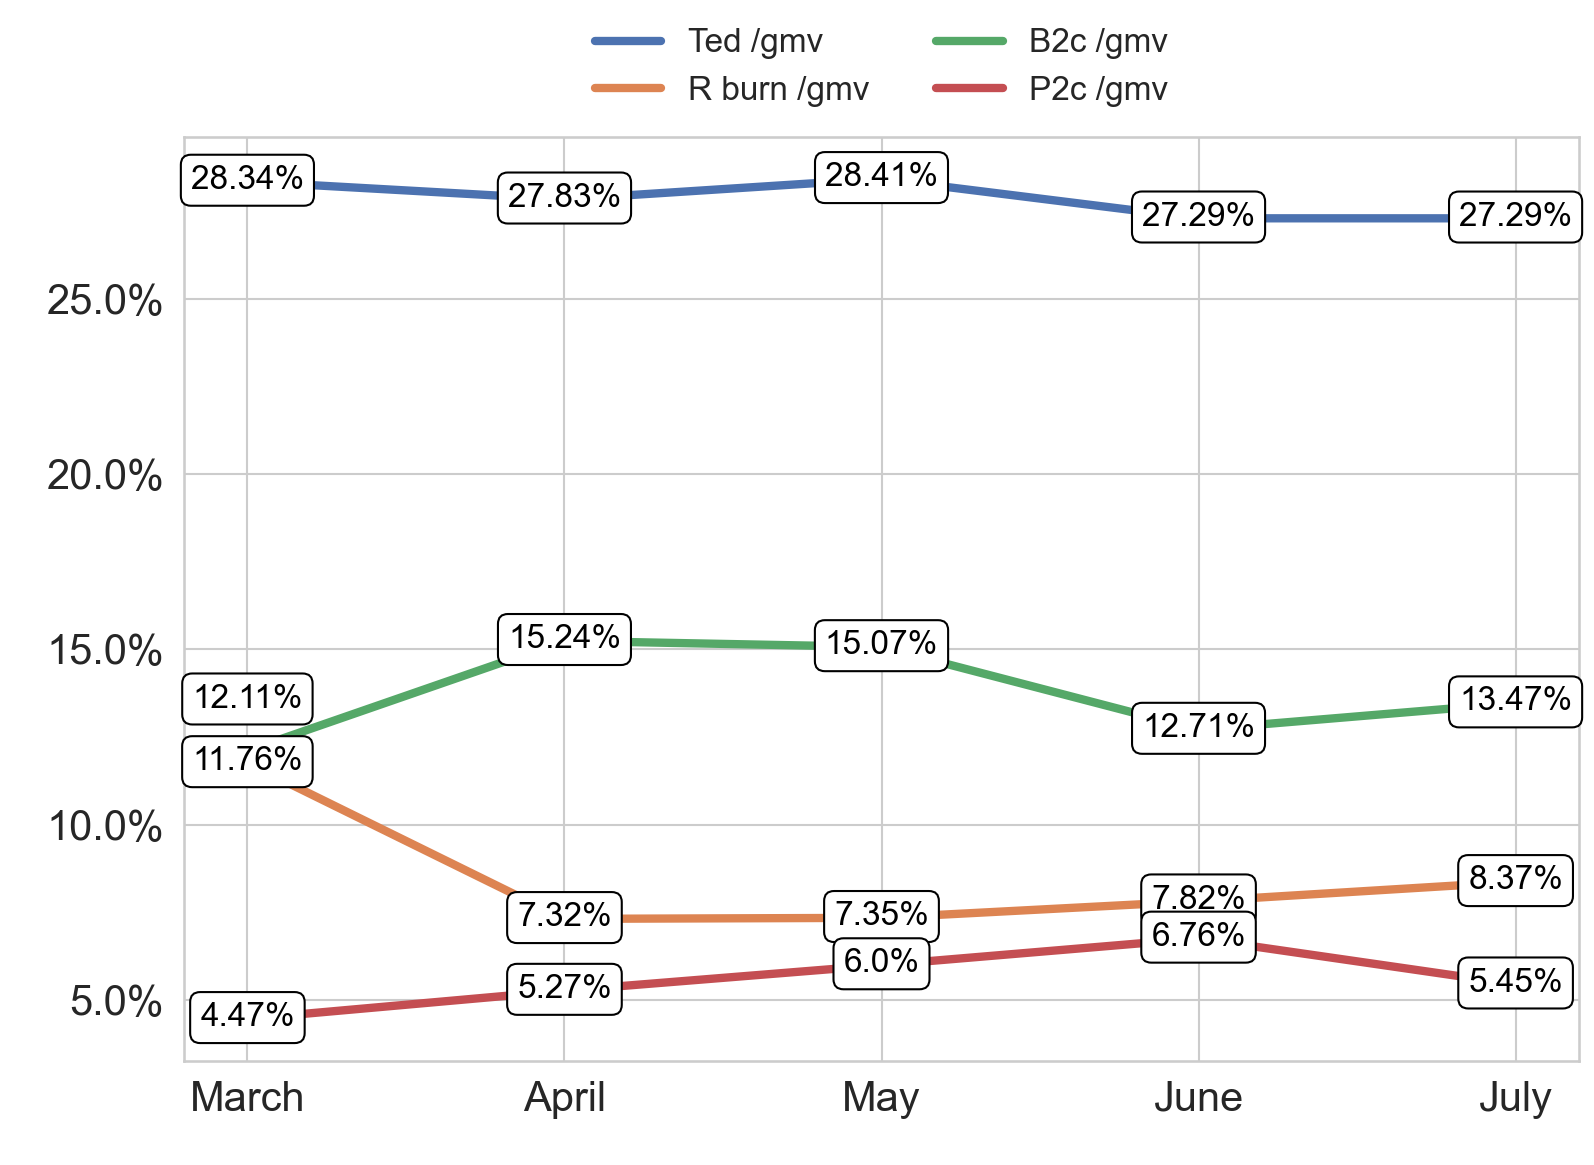 Ted /gmv
R burn /gmv
B2c /gmv
P2c /gmv
28.34%
27.83%
28.41%
27.29%
27.29%
25.0%
20.0%
15.24%
15.07%
15.0%
12.11%
12.71%
13.47%
11.76%
10.0%
7.32%
7.35%
7.82%
8.37%
6.0%
6.76%
5.27%
5.45%
5.0%
4.47%
March
April
May
June
July